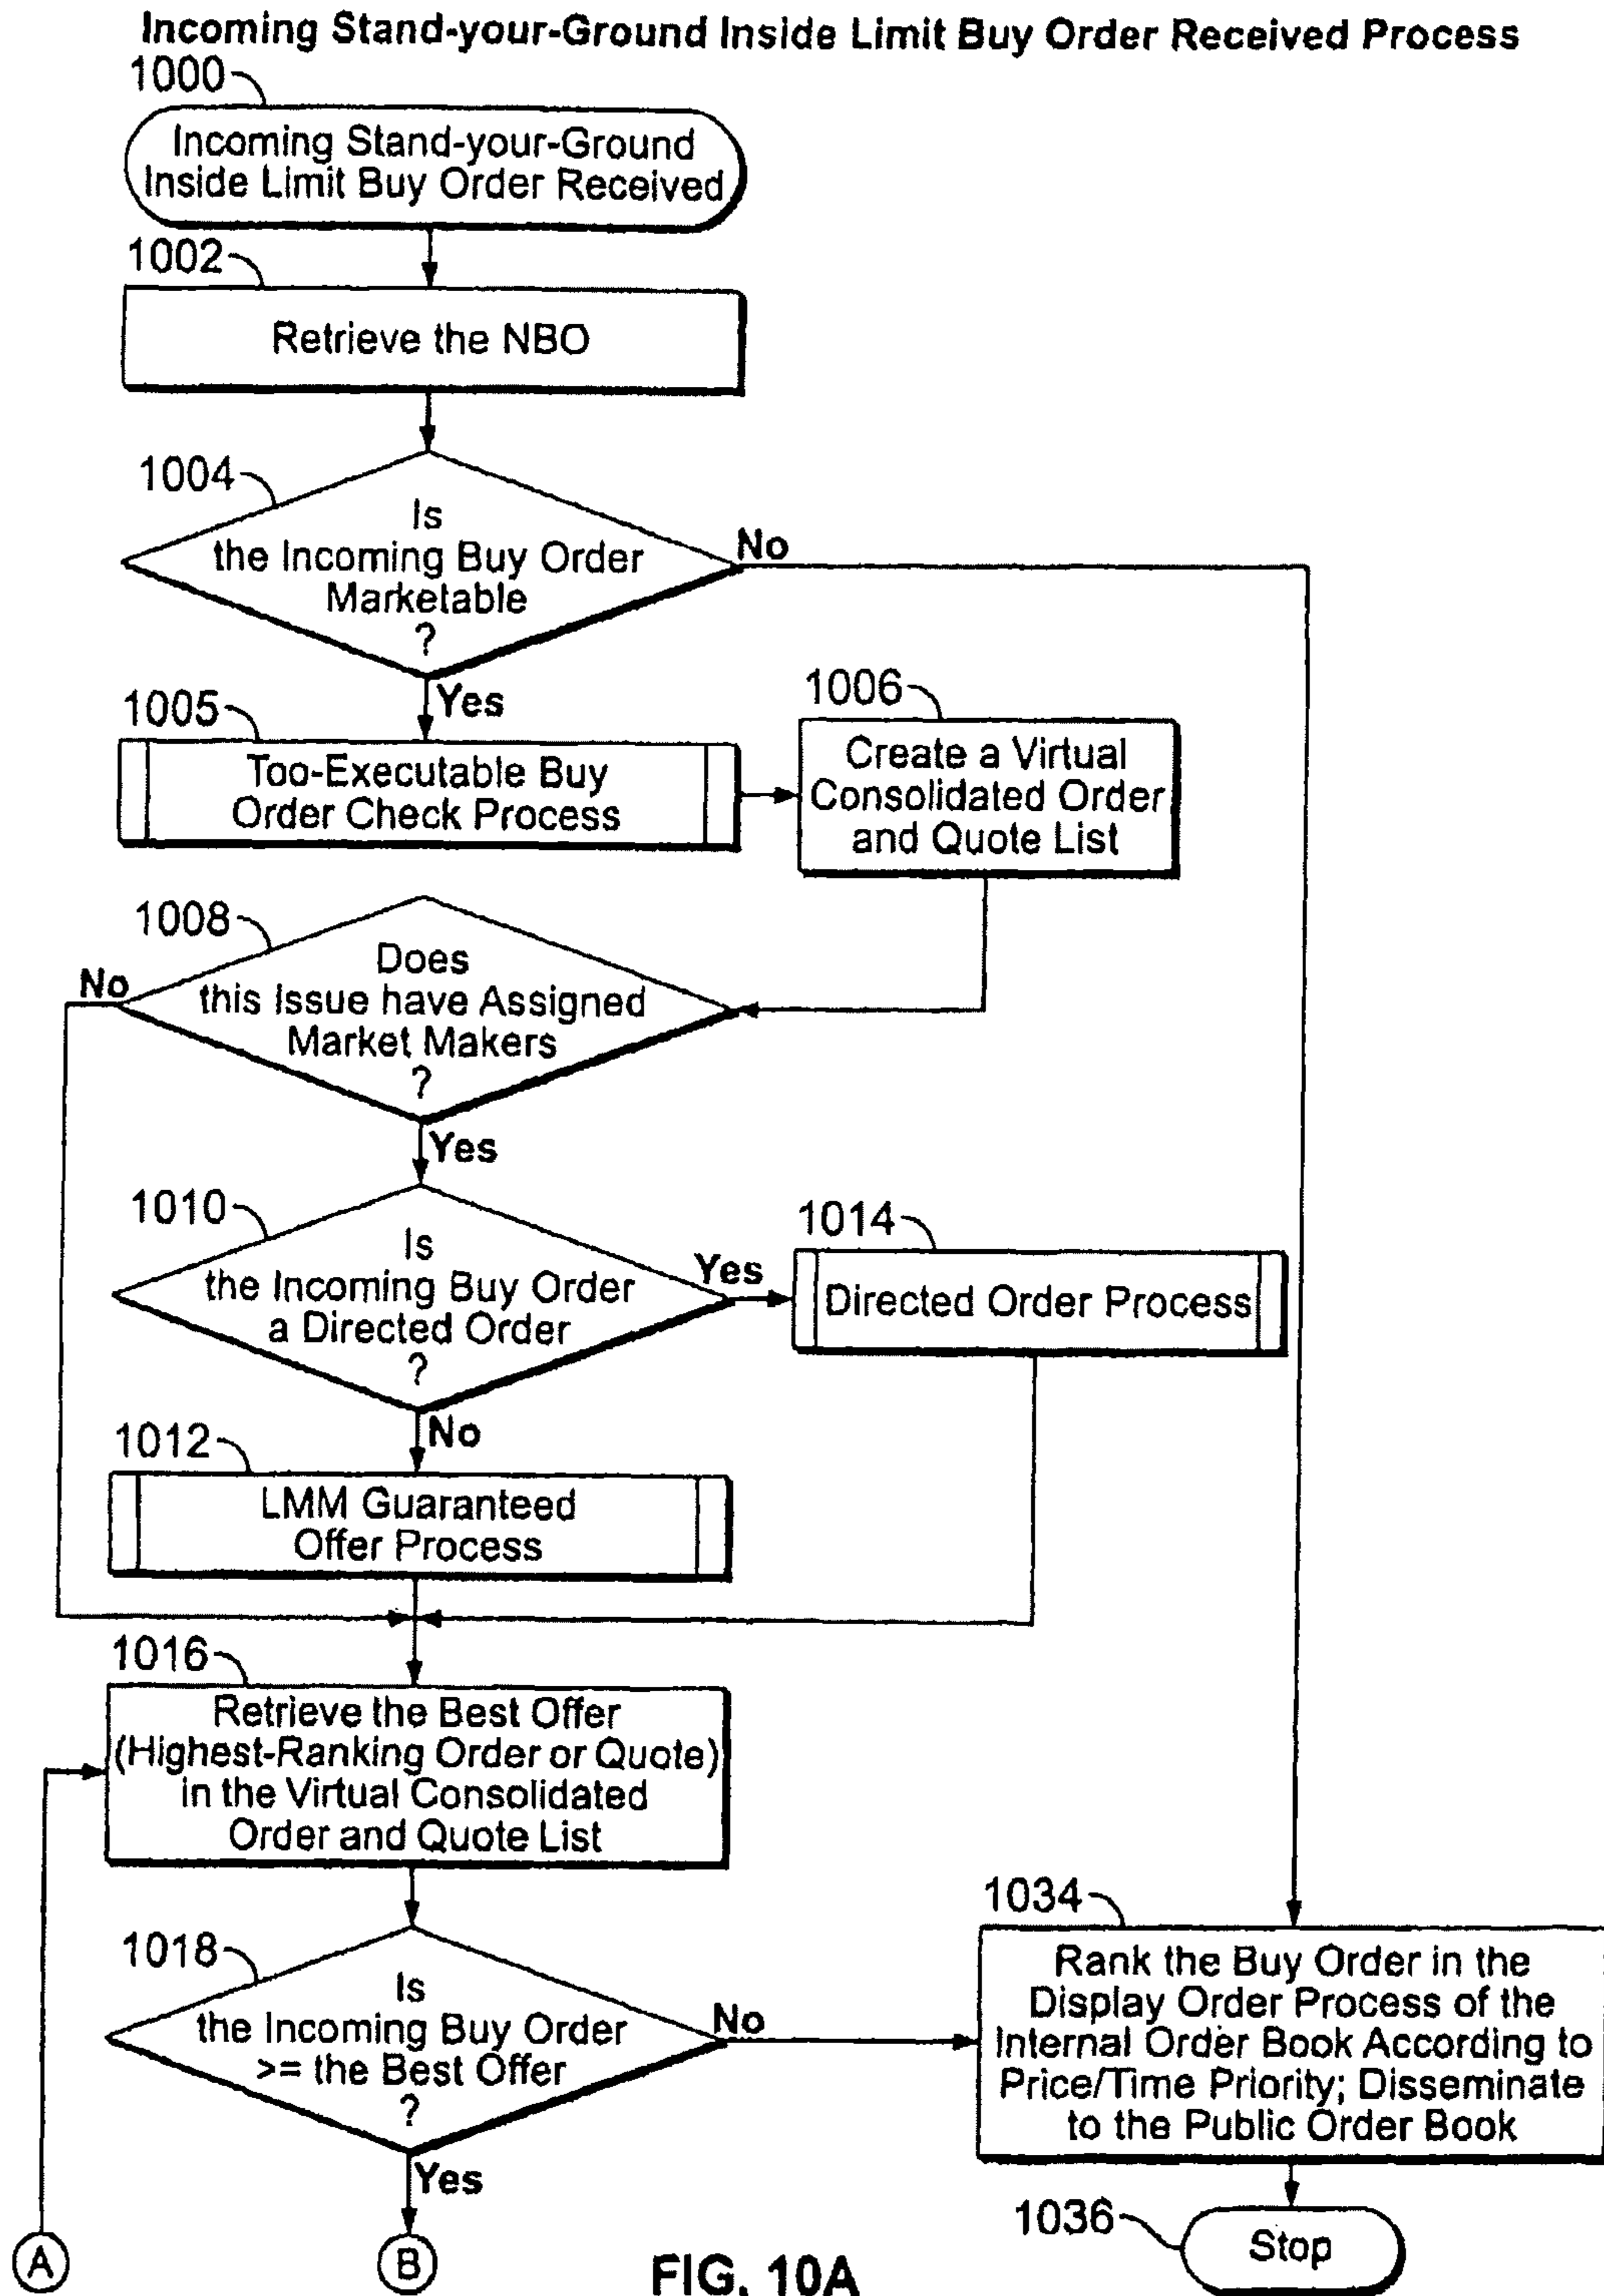 Incoming Stand-your-Ground Inside Limit Buy Order Received Process
1000
Incoming Stand-your-Ground
Inside Limit Buy Order Received
1002
Retrieve the NBO
1004
Is
the Incoming Buy Order
Marketable
?
No
Yes
1005
Too-Executable Buy
Order Check Process
1006
Create a Virtual
Consolidated Order
and Quote List
1008
Does
this Issue have Assigned
Market Makers
?
No
Yes
1010
Is
the Incoming Buy Order
a Directed Order
?
Yes
1014
Directed Order Process
No
1012
LMM Guaranteed
Offer Process
1016
Retrieve the Best Offer
(Highest-Ranking Order or Quote)
in the Virtual Consolidated
Order and Quote List
1018
Is
the Incoming Buy Order
>= the Best Offer
?
No
Yes
1034
Rank the Buy Order in the
Display Order Process of the
Internal Order Book According to
Price/Time Priority; Disseminate
to the Public Order Book
1036
Stop
A
B
FIG. 10A